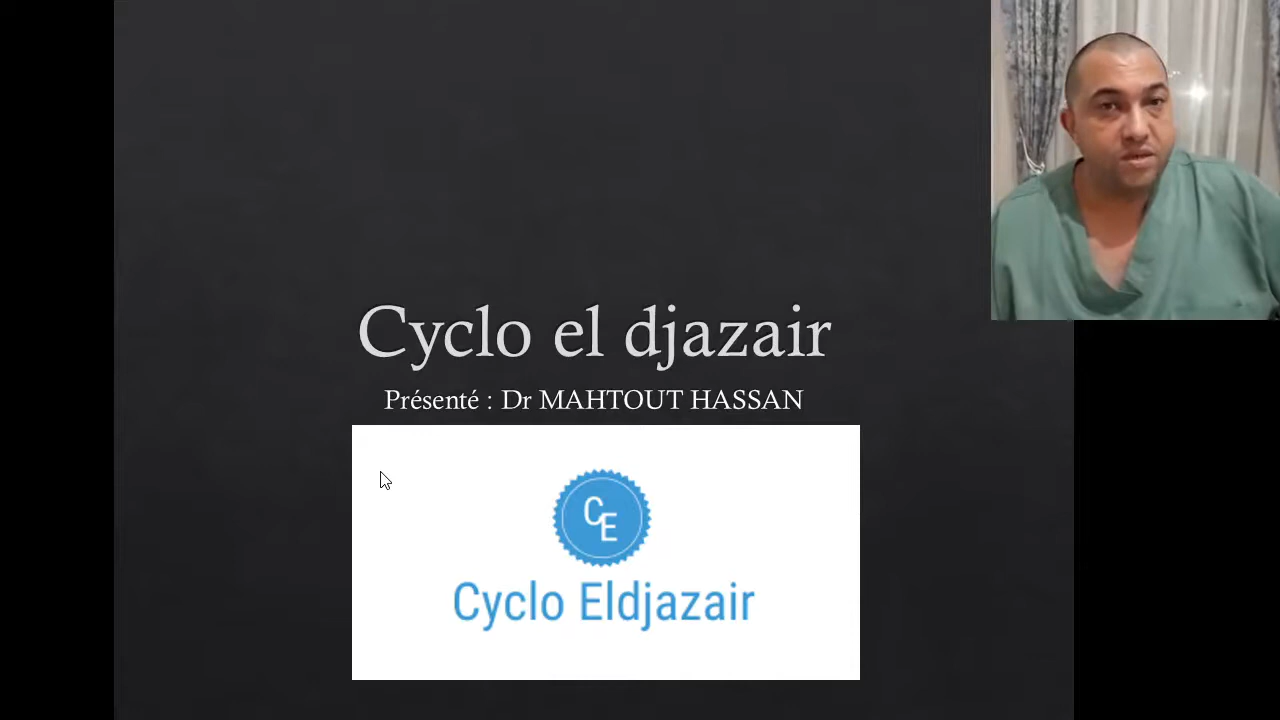 Cyclo el djazair
Présenté : Dr MAHTOUT HASSAN
CE
Cyclo Eldjazair